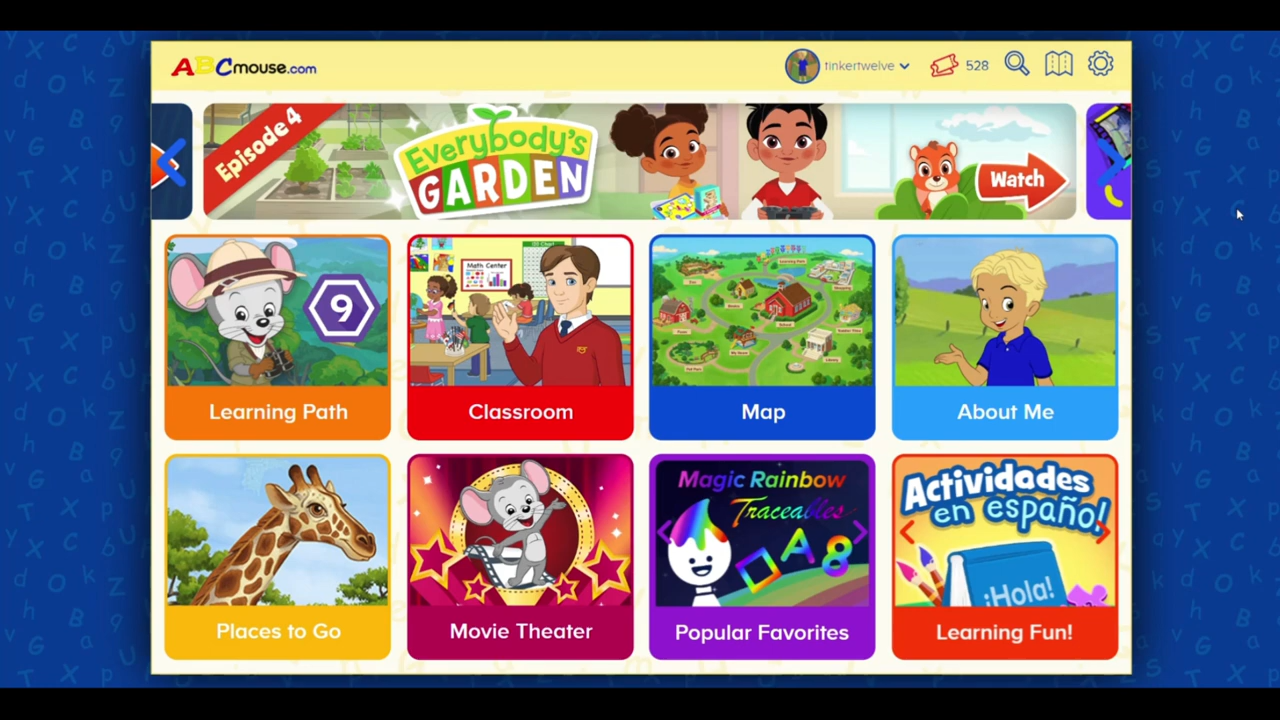 ABCmouse.com
tinkertwelve
528
Episode 4
Everybody's
GARDEN
Watch
9
Math Center
Learning Path
Classroom
Map
About Me
Magic Rainbow
Traceables
A 8
Actividades
en español
¡Hola!
Places to Go
Movie Theater
Popular Favorites
Learning Fun!